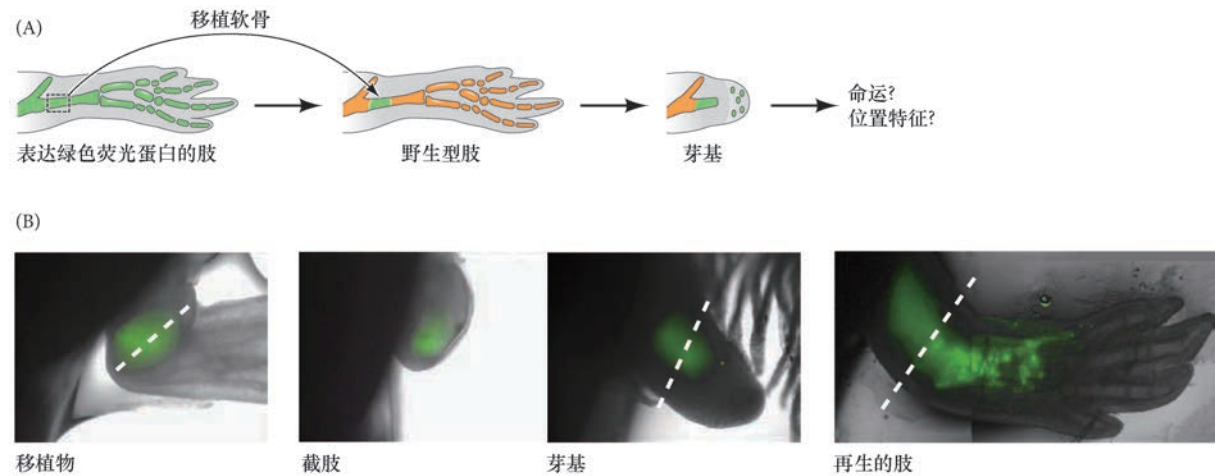 (A)
移植软骨
命运?
位置特征?
表达绿色荧光蛋白的肢
野生型肢
芽基
(B)
移植物
截肢
芽基
再生的肢